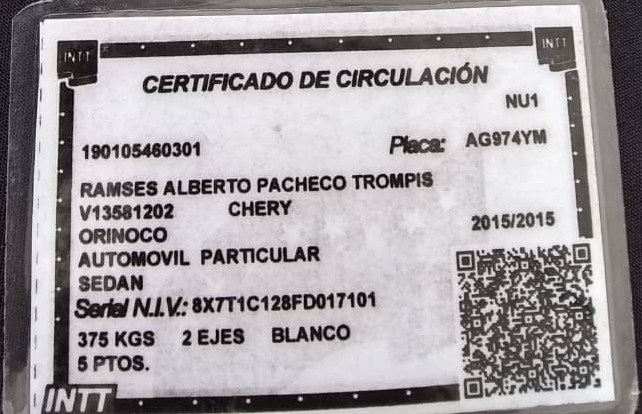 INTT INTT
CERTIFICADO DE CIRCULACIÓN
NU1
190105460301 Placa: AG974YM
RAMSES ALBERTO PACHECO TROMPIS
V13581202 CHERY
ORINOCO 2015/2015
AUTOMOVIL PARTICULAR
SEDAN
Serial N.I.V.: 8X7T1C128FD017101
375 KGS 2 EJES BLANCO
5 PTOS.
INTT